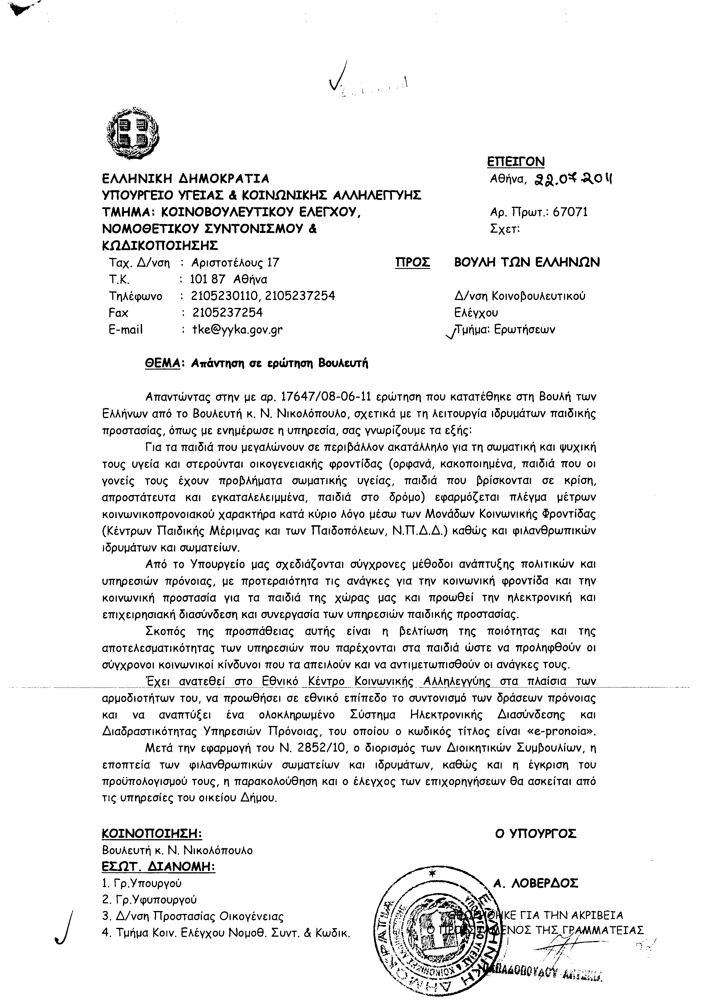 ΕΠΕΙΓΟΝ
ΕΛΛΗΝΙΚΗ ΔΗΜΟΚΡΑΤΙΑ
Αθήνα, 22.07.2011
ΥΠΟΥΡΓΕΙΟ ΥΓΕΙΑΣ & ΚΟΙΝΩΝΙΚΗΣ ΑΛΛΗΛΕΓΓΥΗΣ
ΤΜΗΜΑ: ΚΟΙΝΟΒΟΥΛΕΥΤΙΚΟΥ ΕΛΕΓΧΟΥ,
Αρ. Πρωτ.: 67071
ΝΟΜΟΘΕΤΙΚΟΥ ΣΥΝΤΟΝΙΣΜΟΥ &
Σχετ:
ΚΩΔΙΚΟΠΟΙΗΣΗΣ
Ταχ. Δ/νση : Αριστοτέλους 17
ΠΡΟΣ ΒΟΥΛΗ ΤΩΝ ΕΛΛΗΝΩΝ
Τ.Κ. : 101 87 Αθήνα
Τηλέφωνο : 2105230110, 2105237254
Δ/νση Κοινοβουλευτικού
Fax : 2105237254
Ελέγχου
E-mail : tke@yyka.gov.gr
Τμήμα: Ερωτήσεων
ΘΕΜΑ: Απάντηση σε ερώτηση Βουλευτή
Απαντώντας στην με αρ. 17647/08-06-11 ερώτηση που κατατέθηκε στη Βουλή των
Ελλήνων από το Βουλευτή κ. Ν. Νικολόπουλο, σχετικά με τη λειτουργία ιδρυμάτων παιδικής
προστασίας, όπως με ενημέρωσε η υπηρεσία, σας γνωρίζουμε τα εξής:
Για τα παιδιά που μεγαλώνουν σε περιβάλλον ακατάλληλο για τη σωματική και ψυχική
τους υγεία και στερούνται οικογενειακής φροντίδας (ορφανά, κακοποιημένα, παιδιά που οι
γονείς τους έχουν προβλήματα σωματικής υγείας, παιδιά που βρίσκονται σε κρίση,
απροστάτευτα και εγκαταλελειμμένα, παιδιά στο δρόμο) εφαρμόζεται πλέγμα μέτρων
κοινωνικοπρονοιακού χαρακτήρα κατά κύριο λόγο μέσω των Μονάδων Κοινωνικής Φροντίδας
(Κέντρων Παιδικής Μέριμνας και των Παιδοπόλεων, Ν.Π.Δ.Δ.) καθώς και φιλανθρωπικών
ιδρυμάτων και σωματείων.
Από το Υπουργείο μας σχεδιάζονται σύγχρονες μέθοδοι ανάπτυξης πολιτικών και
υπηρεσιών πρόνοιας, με προτεραιότητα τις ανάγκες για την κοινωνική φροντίδα και την
κοινωνική προστασία για τα παιδιά της χώρας μας και προωθεί την ηλεκτρονική και
επιχειρησιακή διασύνδεση και συνεργασία των υπηρεσιών παιδικής προστασίας.
Σκοπός της προσπάθειας αυτής είναι η βελτίωση της ποιότητας και της
αποτελεσματικότητας των υπηρεσιών που παρέχονται στα παιδιά ώστε να προληφθούν οι
σύγχρονοι κοινωνικοί κίνδυνοι που τα απειλούν και να αντιμετωπισθούν οι ανάγκες τους.
Έχει ανατεθεί στο Εθνικό Κέντρο Κοινωνικής Αλληλεγγύης στα πλαίσια των
αρμοδιοτήτων του, να προωθήσει σε εθνικό επίπεδο το συντονισμό των δράσεων πρόνοιας
και να αναπτύξει ένα ολοκληρωμένο Σύστημα Ηλεκτρονικής Διασύνδεσης και
Διαδραστικότητας Υπηρεσιών Πρόνοιας, του οποίου ο κωδικός τίτλος είναι «e-pronoia».
Μετά την εφαρμογή του Ν. 2852/10, ο διορισμός των Διοικητικών Συμβουλίων, η
εποπτεία των φιλανθρωπικών σωματείων και ιδρυμάτων, καθώς και η έγκριση του
προϋπολογισμού τους, η παρακολούθηση και ο έλεγχος των επιχορηγήσεων θα ασκείται από
τις υπηρεσίες του οικείου Δήμου.
ΚΟΙΝΟΠΟΙΗΣΗ:
Ο ΥΠΟΥΡΓΟΣ
Βουλευτή κ. Ν. Νικολόπουλο
ΕΣΩΤ. ΔΙΑΝΟΜΗ:
1. Γρ.Υπουργού
Α. ΛΟΒΕΡΔΟΣ
2. Γρ.Υφυπουργού
3. Δ/νση Προστασίας Οικογένειας
ΘΕΩΡΗΘΗΚΕ ΓΙΑ ΤΗΝ ΑΚΡΙΒΕΙΑ
4. Τμήμα Κοιν. Ελέγχου Νομοθ. Συντ. & Κωδικ.
Ο ΠΡΟΪΣΤΑΜΕΝΟΣ ΤΗΣ ΓΡΑΜΜΑΤΕΙΑΣ
ΕΛΛΗΝΙΚΗ ΔΗΜΟΚΡΑΤΙΑ
ΥΠΟΥΡΓΕΙΟ ΥΓΕΙΑΣ & ΚΟΙΝΩΝΙΚΗΣ